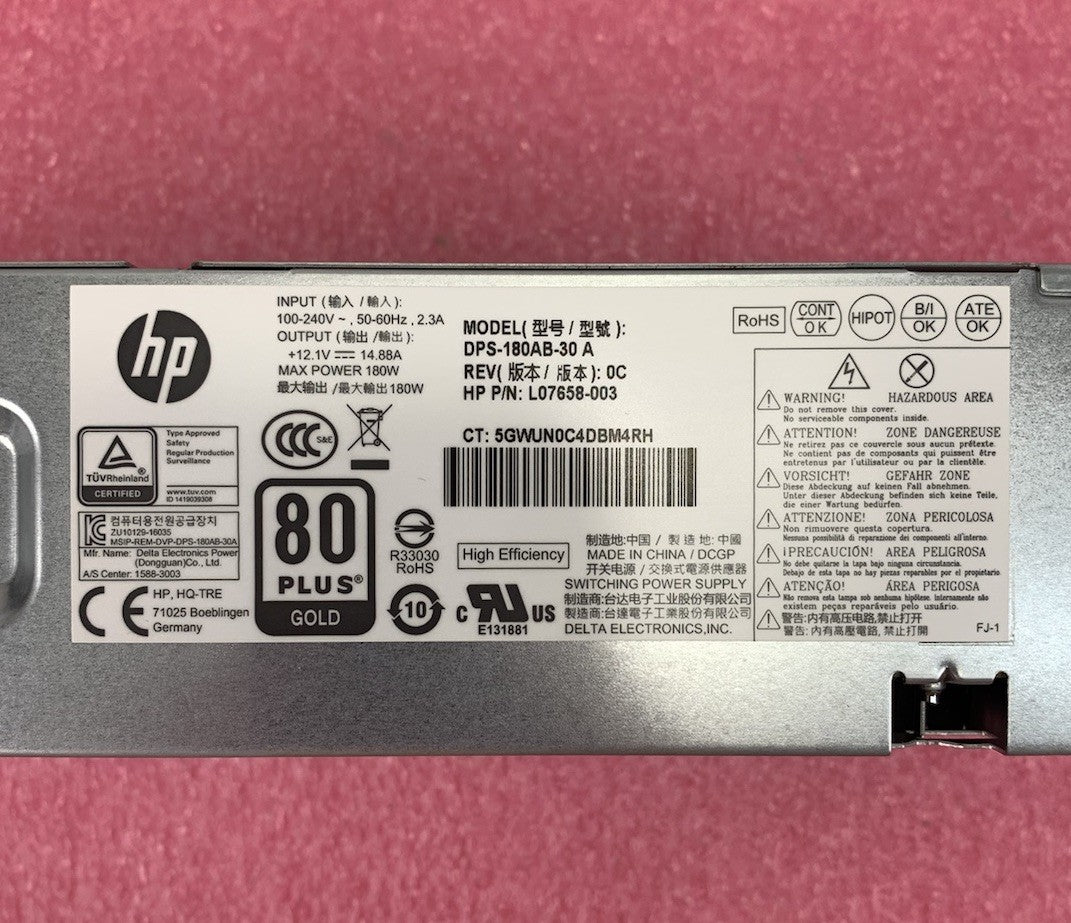 hp
INPUT (输入 / 輸入):
100-240V ~ , 50-60Hz , 2.3A
OUTPUT (输出 / 輸出):
+12.1V ⎓ 14.88A
MAX POWER 180W
最大输出 / 最大輸出 180W
MODEL( 型号 / 型號 ):
DPS-180AB-30 A
REV( 版本 / 版本 ): 0C
HP P/N: L07658-003
CT: 5GWUN0C4DBM4RH
RoHS
CONT OK
HIPOT
B/I OK
ATE OK
TÜVRheinland®
CERTIFIED
Type Approved
Safety
Regular Production
Surveillance
www.tuv.com
ID 1419039308
CCC S&E
컴퓨터용전원공급장치
ZU10129-16035
MSIP-REM-DVP-DPS-180AB-30A
Mfr. Name: Delta Electronics Power
(Dongguan)Co., Ltd.
A/S Center: 1588-3003
CE
HP, HQ-TRE
71025 Boeblingen
Germany
80
PLUS®
GOLD
R33030
RoHS
10
High Efficiency
c RU US
E131881
制造地:中国 / 製造地: 中國
MADE IN CHINA / DCGP
开关电源 / 交換式電源供應器
SWITCHING POWER SUPPLY
制造商:台达电子工业股份有限公司
製造商:台達電子工業股份有限公司
DELTA ELECTRONICS,INC.
WARNING! HAZARDOUS AREA
Do not remove this cover.
No serviceable components inside.
ATTENTION! ZONE DANGEREUSE
Ne retirez pas ce couvercle sous aucun prétexte.
Ne contient pas de composants qui puissent être
entretenus par l'utilisateur ou par la clientèle.
VORSICHT! GEFAHR ZONE
Diese Abdeckung auf keinen Fall abnehmen.
Unter dieser Abdeckung befinden sich keine Teile,
die einer Wartung bedürfen.
ATTENZIONE! ZONA PERICOLOSA
Non rimuovere questa copertura.
Nessuna possibilità di reparazione dei componenti all'interno.
¡PRECAUCIÓN! AREA PELIGROSA
No debe quitarse la tapa bajo ninguna circunstancia.
Debajo de esta tapa no hay piezas reparables por el propietario
ATENÇÃO! ÁREA PERIGOSA
Não remova esta tampa sob nenhuma hipótese. internamente não
existem peças reparáveis pelo usuário.
警告:内有高压电路,禁止打开
警告: 內有高壓電路, 禁止打開
FJ-1